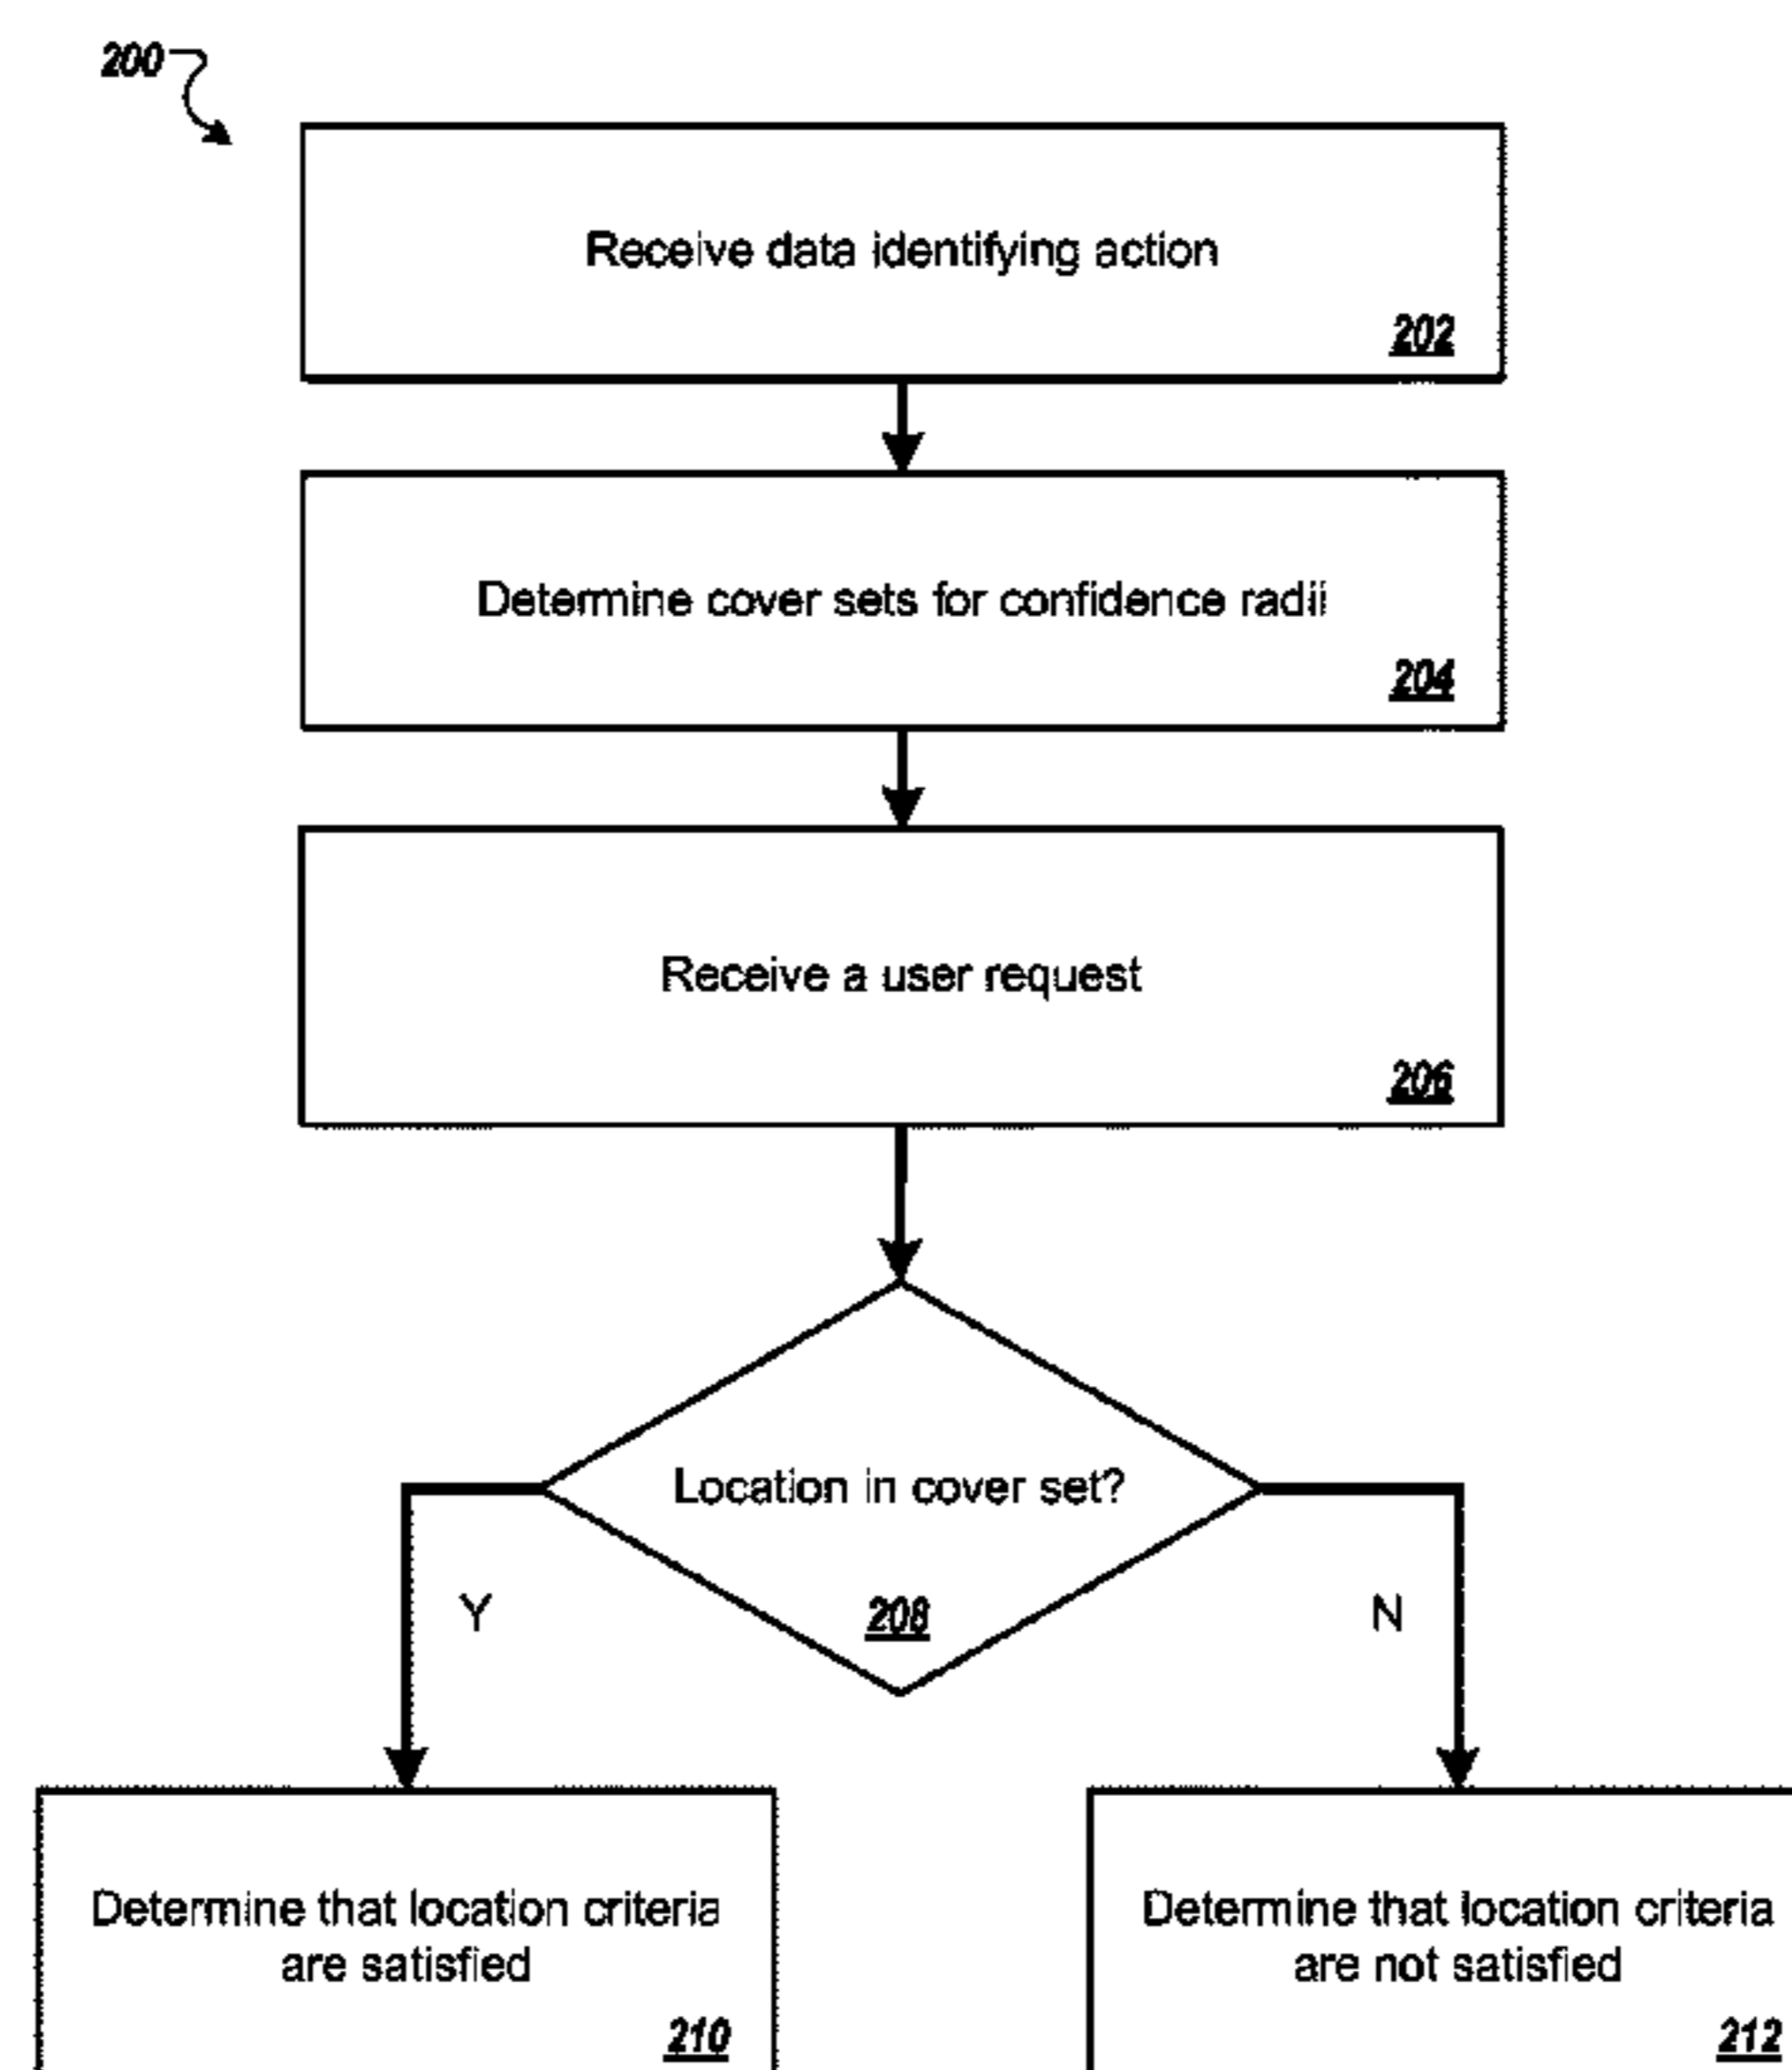 200
Receive data identifying action
202
Determine cover sets for confidence radii
204
Receive a user request
206
Location in cover set?
208
Y
N
Determine that location criteria
are satisfied
210
Determine that location criteria
are not satisfied
212